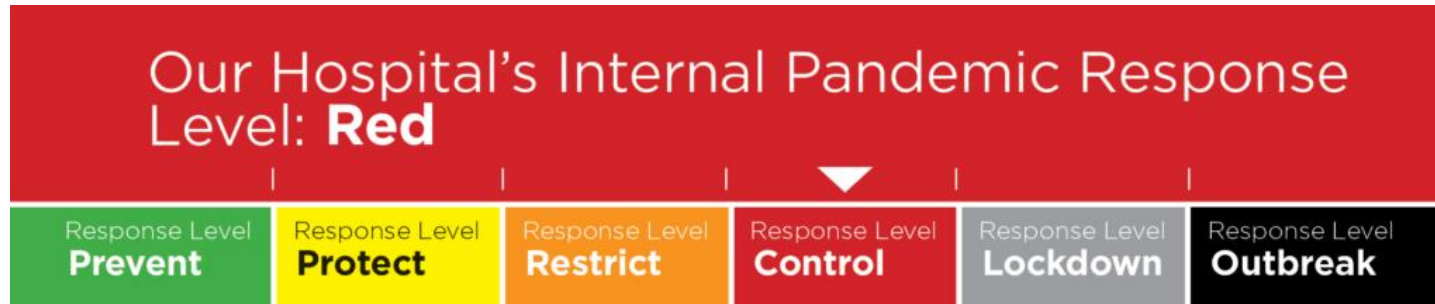 Our Hospital’s Internal Pandemic Response
Level: Red
Response Level
Prevent
Response Level
Protect
Response Level
Restrict
Response Level
Control
Response Level
Lockdown
Response Level
Outbreak